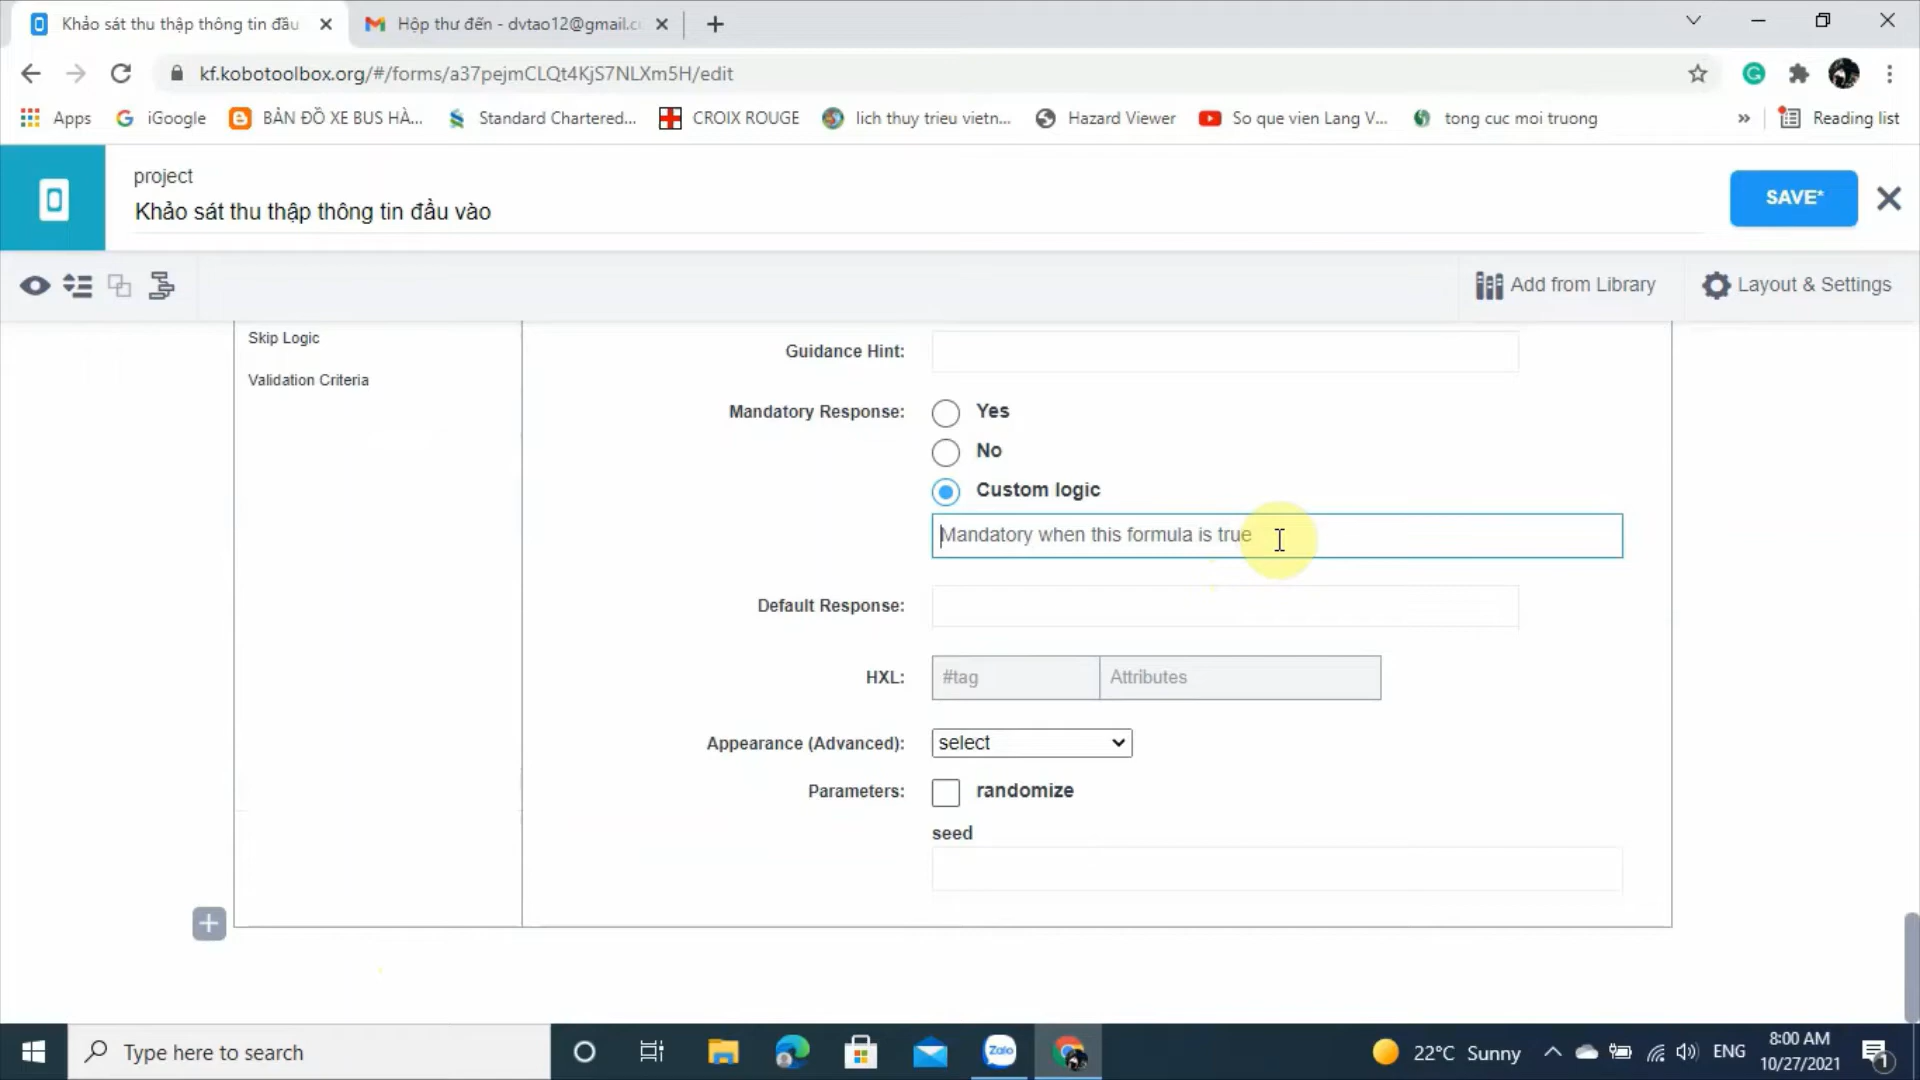 Khảo sát thu thập thông tin đầu
Hộp thư đến - dvtao12@gmail.c
kf.kobotoolbox.org/#/forms/a37pejmCLQt4KjS7NLXm5H/edit
Apps
iGoogle
BẢN ĐỒ XE BUS HÀ...
Standard Chartered...
CROIX ROUGE
lich thuy trieu vietn...
Hazard Viewer
So que vien Lang V...
tong cuc moi truong
»
Reading list
project
Khảo sát thu thập thông tin đầu vào
SAVE*
Add from Library
Layout & Settings
Skip Logic
Validation Criteria
Guidance Hint:
Mandatory Response:
Yes
No
Custom logic
Mandatory when this formula is true
Default Response:
HXL:
#tag
Attributes
Appearance (Advanced):
select
Parameters:
randomize
seed
Type here to search
Zalo
22°C Sunny
ENG
8:00 AM
10/27/2021
1